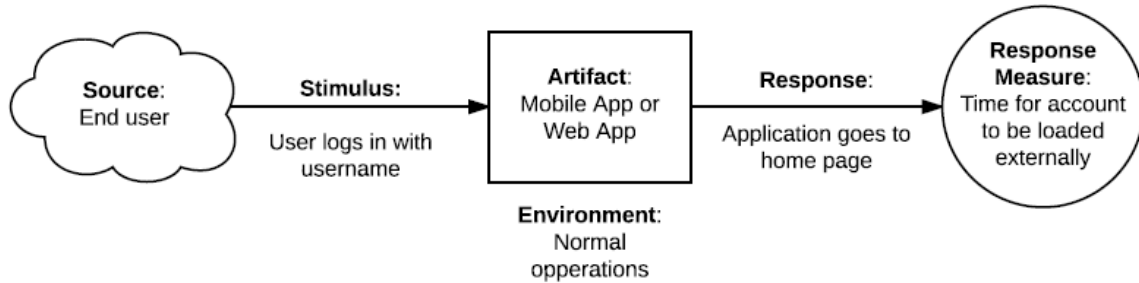 Source:
End user
Stimulus:
User logs in with
username
Artifact:
Mobile App or
Web App
Environment:
Normal
opperations
Response:
Application goes to
home page
Response
Measure:
Time for account
to be loaded
externally